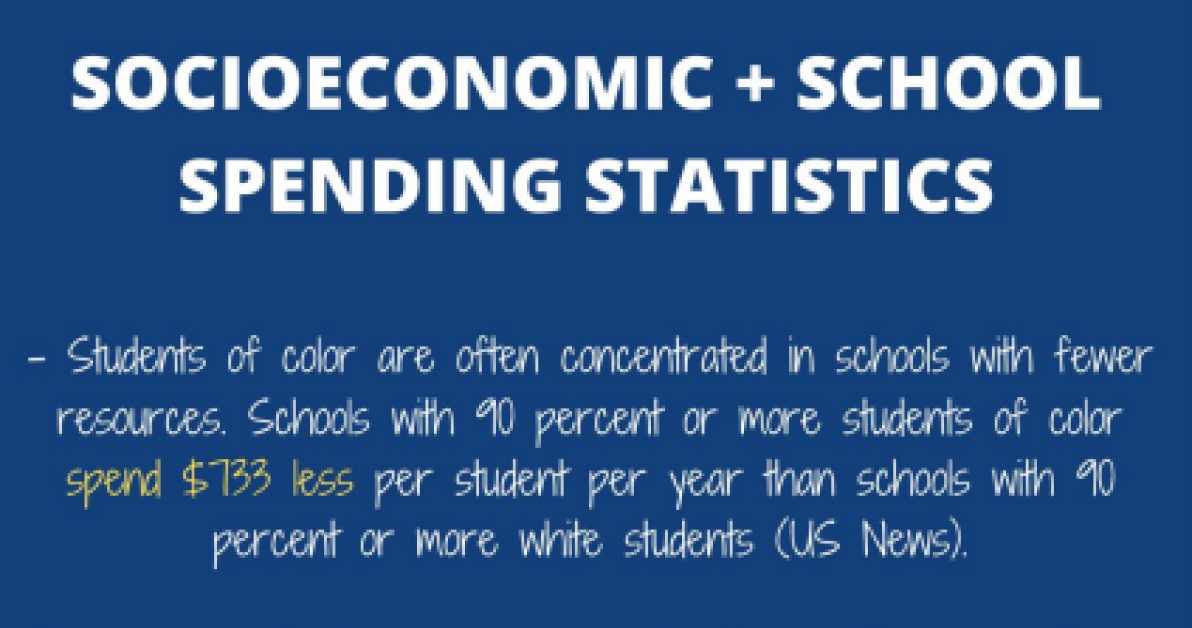 SOCIOECONOMIC + SCHOOL
SPENDING STATISTICS
- Students of color are often concentrated in schools with fewer
resources. Schools with 90 percent or more students of color
spend $733 less per student per year than schools with 90
percent or more white students (US News).